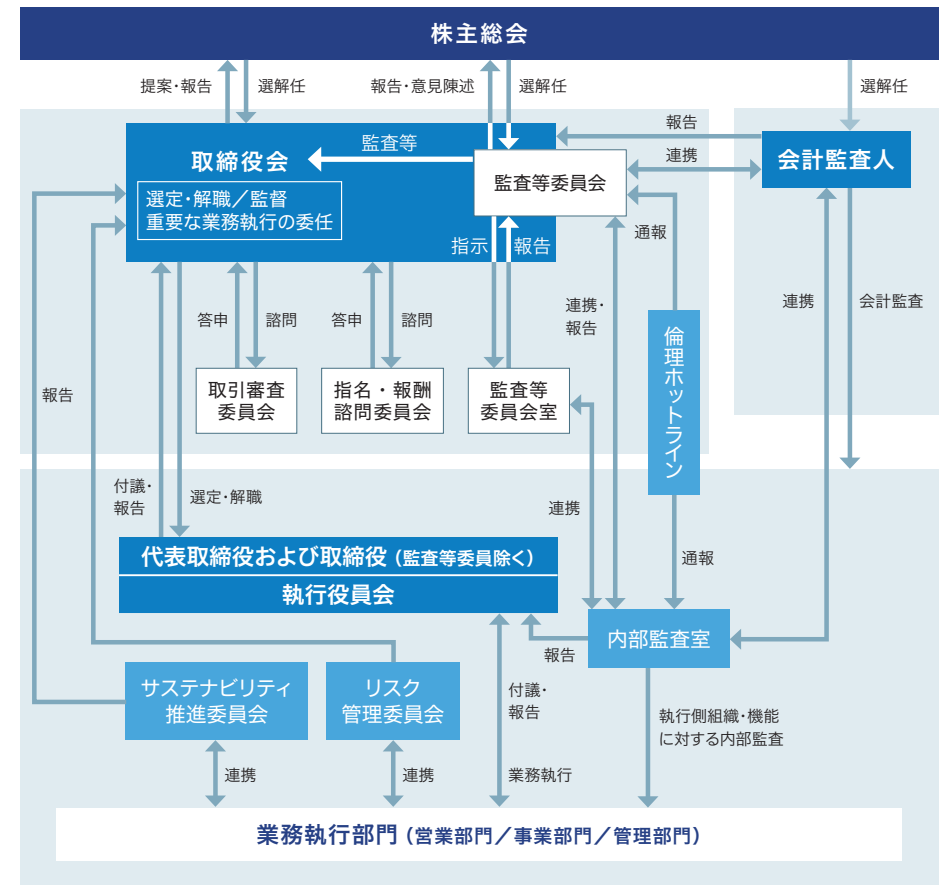 株主総会
提案・報告
選解任
報告・意見陳述
選解任
選解任
取締役会
監査等
選定・解職／監督
重要な業務執行の委任
監査等委員会
報告
連携
会計監査人
指示
報告
通報
答申
諮問
答申
諮問
連携・
報告
倫理ホットライン
連携
会計監査
取引審査
委員会
指名・報酬
諮問委員会
監査等
委員会室
報告
付議・
報告
選定・解職
連携
通報
代表取締役および取締役（監査等委員除く）
執行役員会
内部監査室
報告
サステナビリティ
推進委員会
リスク
管理委員会
付議・
報告
執行側組織・機能
に対する内部監査
連携
連携
業務執行
業務執行部門（営業部門／事業部門／管理部門）